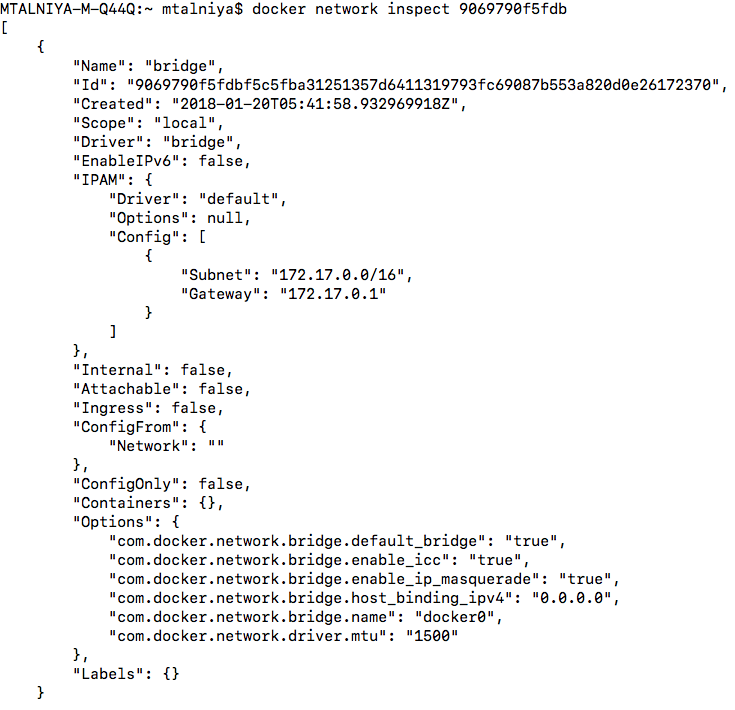 MTALNIYA-M-Q44Q:~ mtalniya$ docker network inspect 9069790f5fdb
[
    {
        "Name": "bridge",
        "Id": "9069790f5fdbf5c5fba31251357d6411319793fc69087b553a820d0e26172370",
        "Created": "2018-01-20T05:41:58.932969918Z",
        "Scope": "local",
        "Driver": "bridge",
        "EnableIPv6": false,
        "IPAM": {
            "Driver": "default",
            "Options": null,
            "Config": [
                {
                    "Subnet": "172.17.0.0/16",
                    "Gateway": "172.17.0.1"
                }
            ]
        },
        "Internal": false,
        "Attachable": false,
        "Ingress": false,
        "ConfigFrom": {
            "Network": ""
        },
        "ConfigOnly": false,
        "Containers": {},
        "Options": {
            "com.docker.network.bridge.default_bridge": "true",
            "com.docker.network.bridge.enable_icc": "true",
            "com.docker.network.bridge.enable_ip_masquerade": "true",
            "com.docker.network.bridge.host_binding_ipv4": "0.0.0.0",
            "com.docker.network.bridge.name": "docker0",
            "com.docker.network.driver.mtu": "1500"
        },
        "Labels": {}
    }